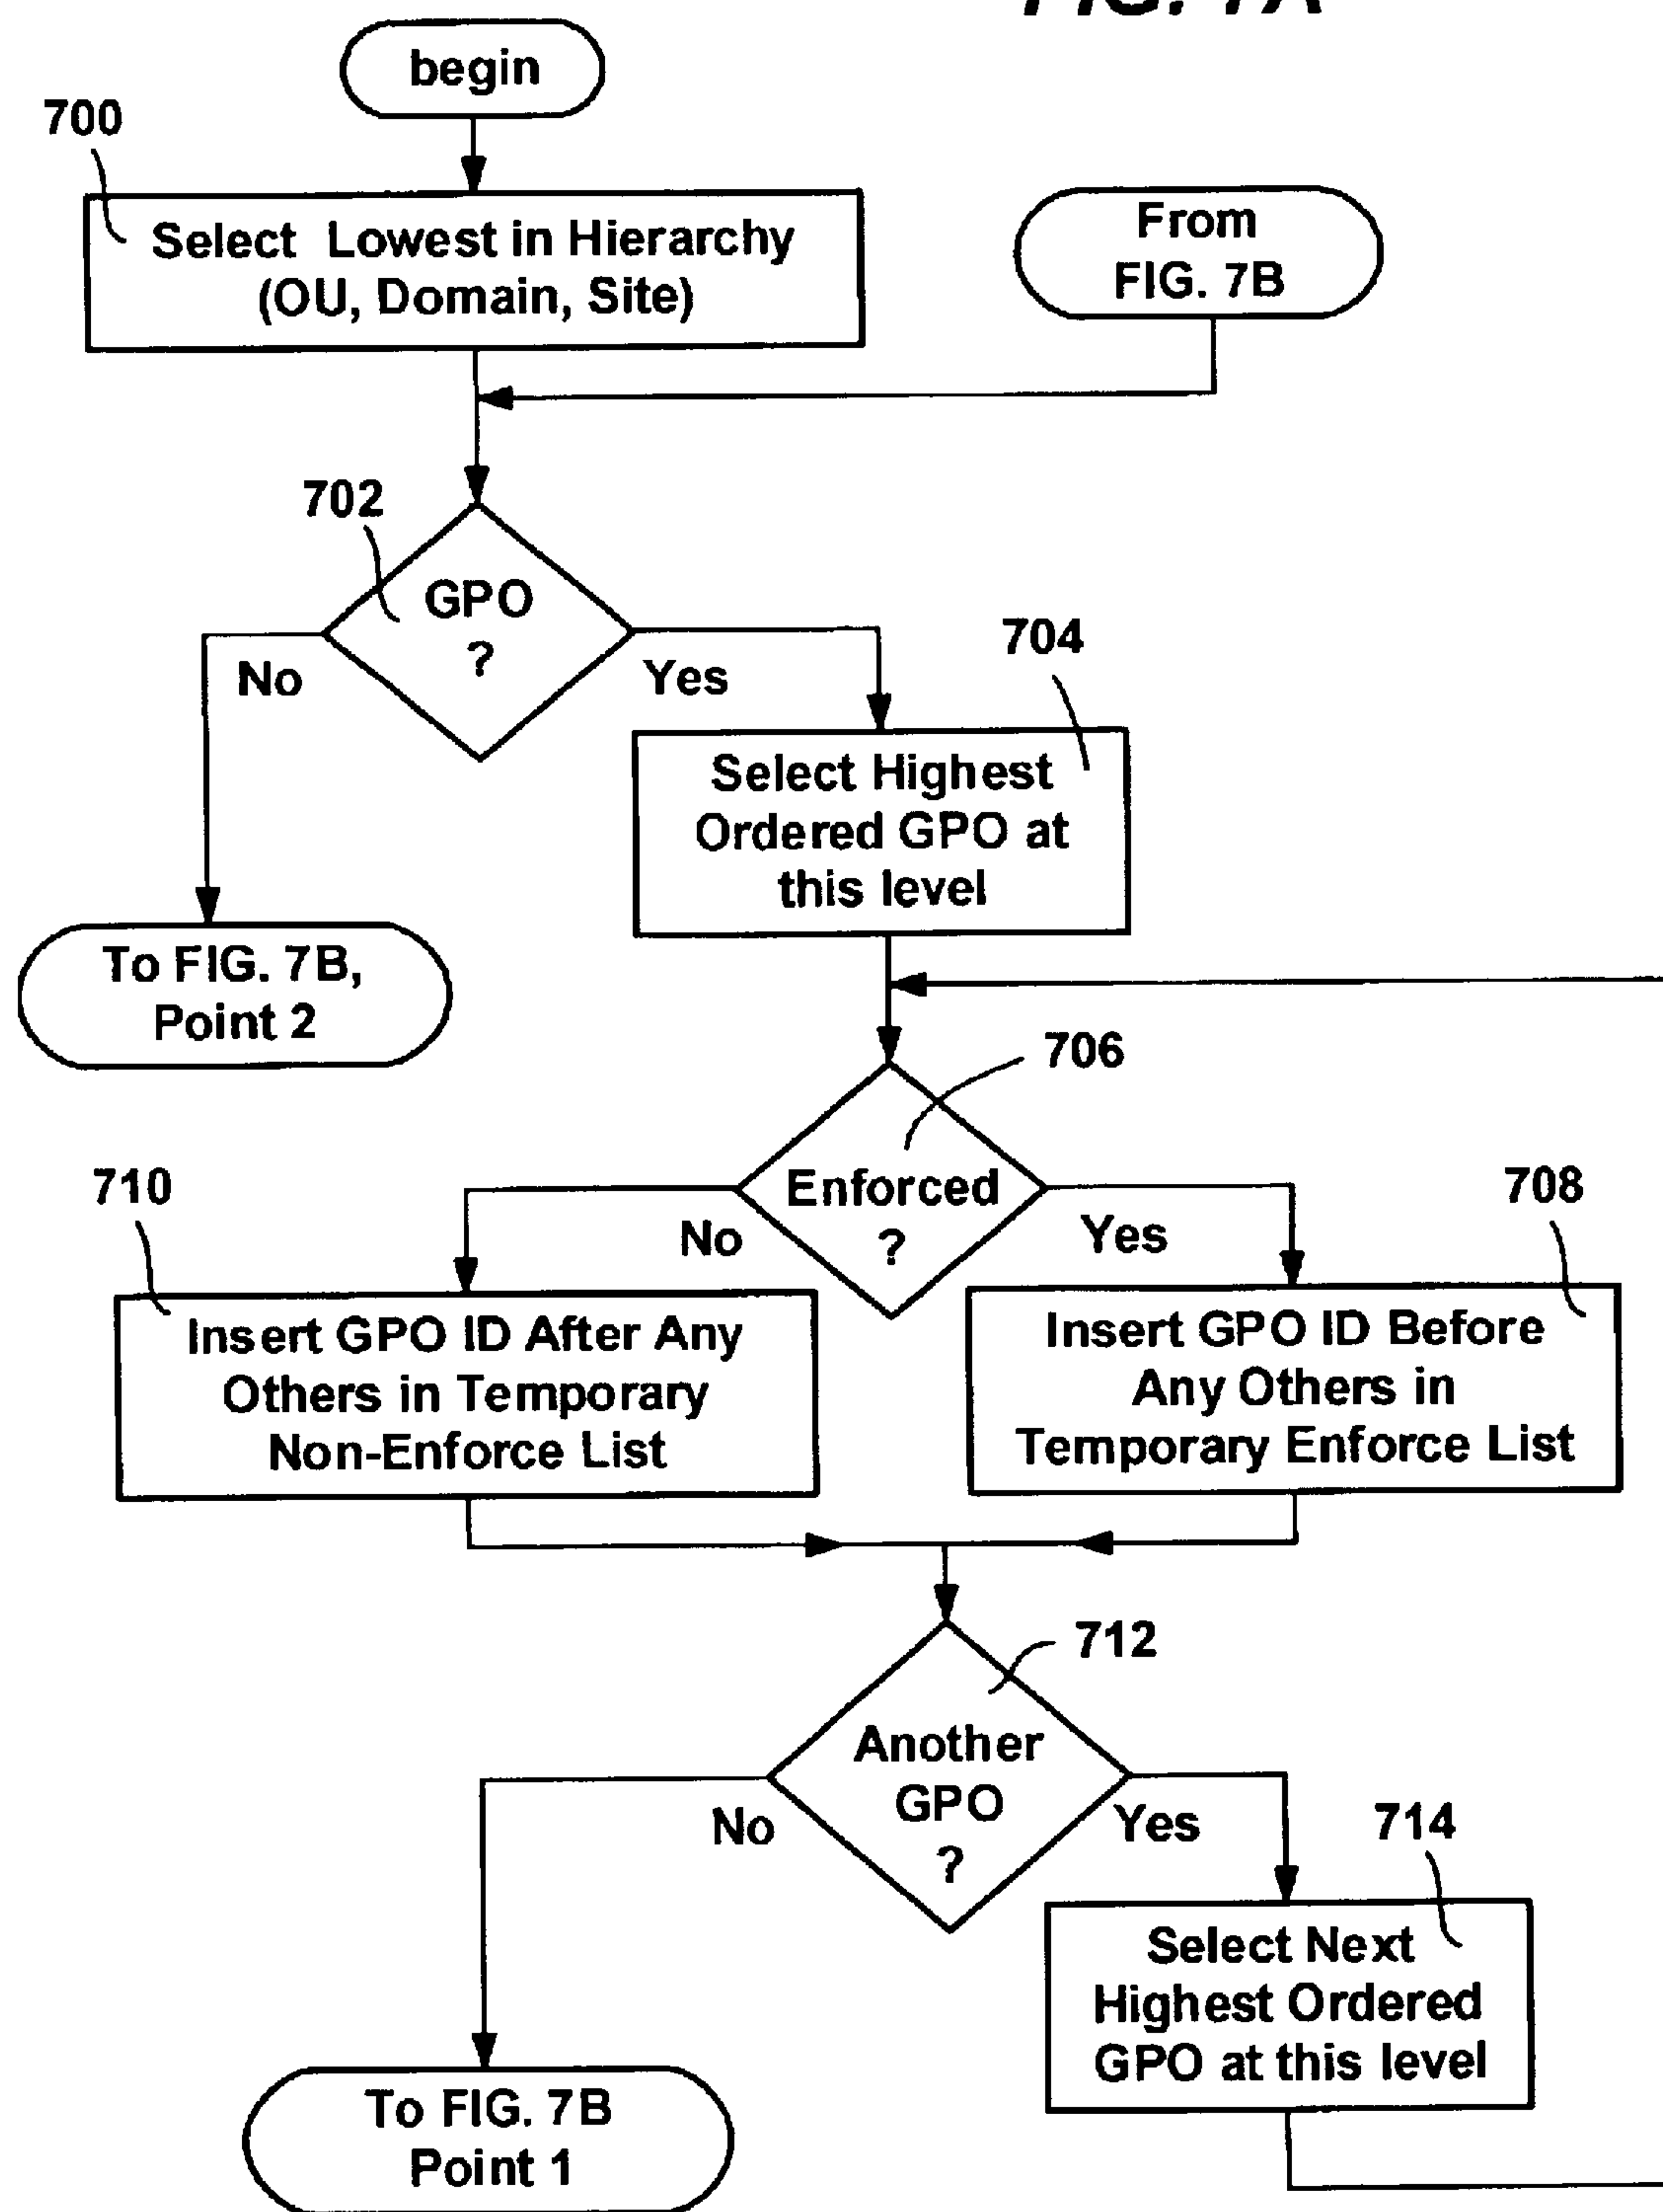 FIG. 7A
begin
700
Select Lowest in Hierarchy
(OU, Domain, Site)
From
FIG. 7B
702
GPO
?
No
Yes
704
Select Highest
Ordered GPO at
this level
To FIG. 7B,
Point 2
706
Enforced
?
No
Yes
710
708
Insert GPO ID After Any
Others in Temporary
Non-Enforce List
Insert GPO ID Before
Any Others in
Temporary Enforce List
712
Another
GPO
?
No
Yes
714
Select Next
Highest Ordered
GPO at this level
To FIG. 7B
Point 1